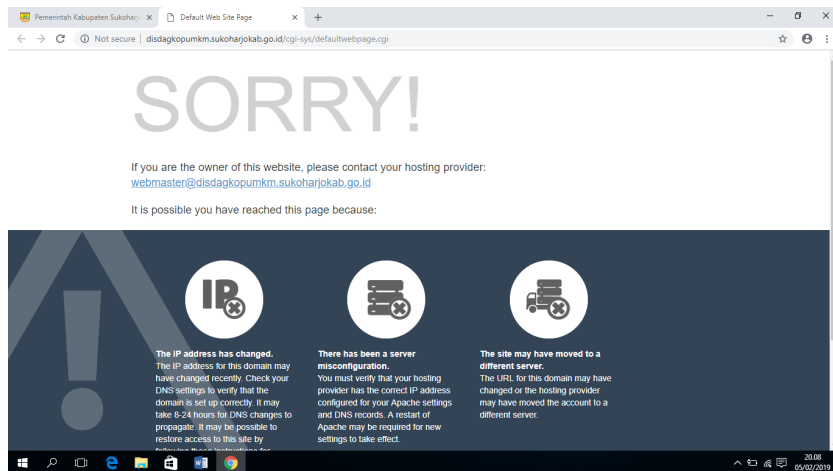 Pemerintah Kabupaten Sukoharj
Default Web Site Page
Not secure | disdagkopumkm.sukoharjokab.go.id/cgi-sys/defaultwebpage.cgi
SORRY!
If you are the owner of this website, please contact your hosting provider:
webmaster@disdagkopumkm.sukoharjokab.go.id
It is possible you have reached this page because:
IP
The IP address has changed.
The IP address for this domain may
have changed recently. Check your
DNS settings to verify that the
domain is set up correctly. It may
take 8-24 hours for DNS changes to
propagate. It may be possible to
restore access to this site by
following these instructions for
There has been a server
misconfiguration.
You must verify that your hosting
provider has the correct IP address
configured for your Apache settings
and DNS records. A restart of
Apache may be required for new
settings to take effect.
The site may have moved to a
different server.
The URL for this domain may have
changed or the hosting provider
may have moved the account to a
different server.
20.08
05/02/2019